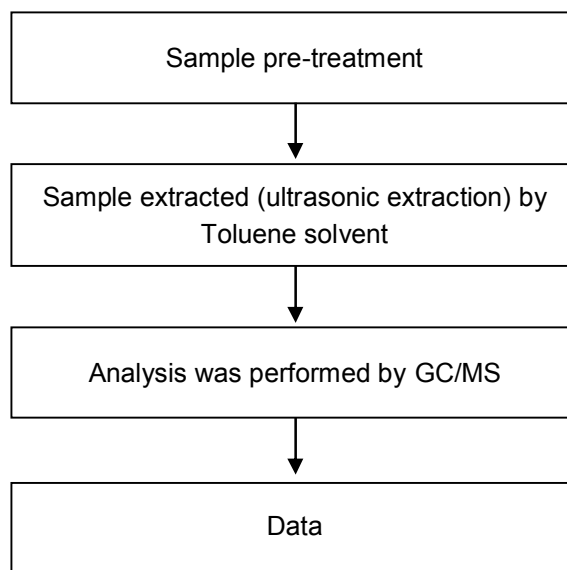 Sample pre-treatment
Sample extracted (ultrasonic extraction) by
Toluene solvent
Analysis was performed by GC/MS
Data